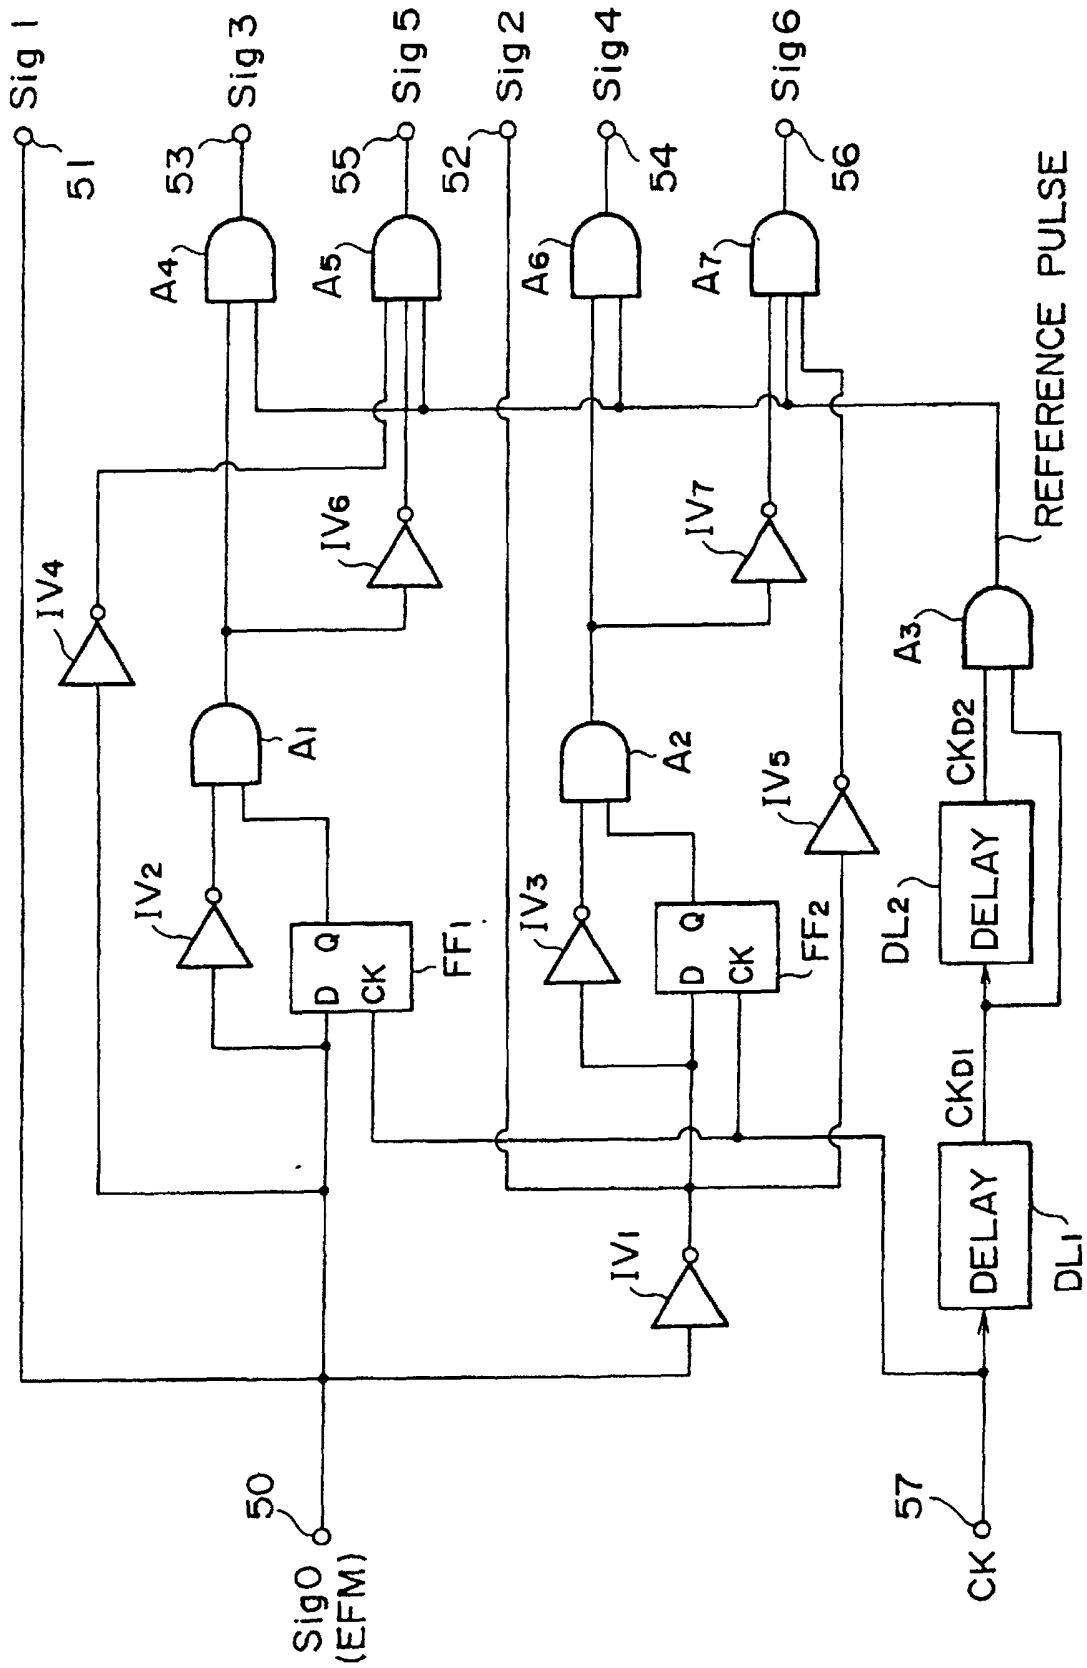 Sig 1
51
53
Sig 3
A4
55
Sig 5
A5
52
Sig 2
54
Sig 4
A6
56
Sig 6
A7
IV4
IV6
IV7
REFERENCE PULSE
A1
A2
A3
IV5
CKD2
IV2
Q
D
CK
FF1
IV3
Q
D
CK
FF2
DL2
DELAY
CKD1
IV1
DELAY
DL1
50
Sig0
(EFM)
57
CK